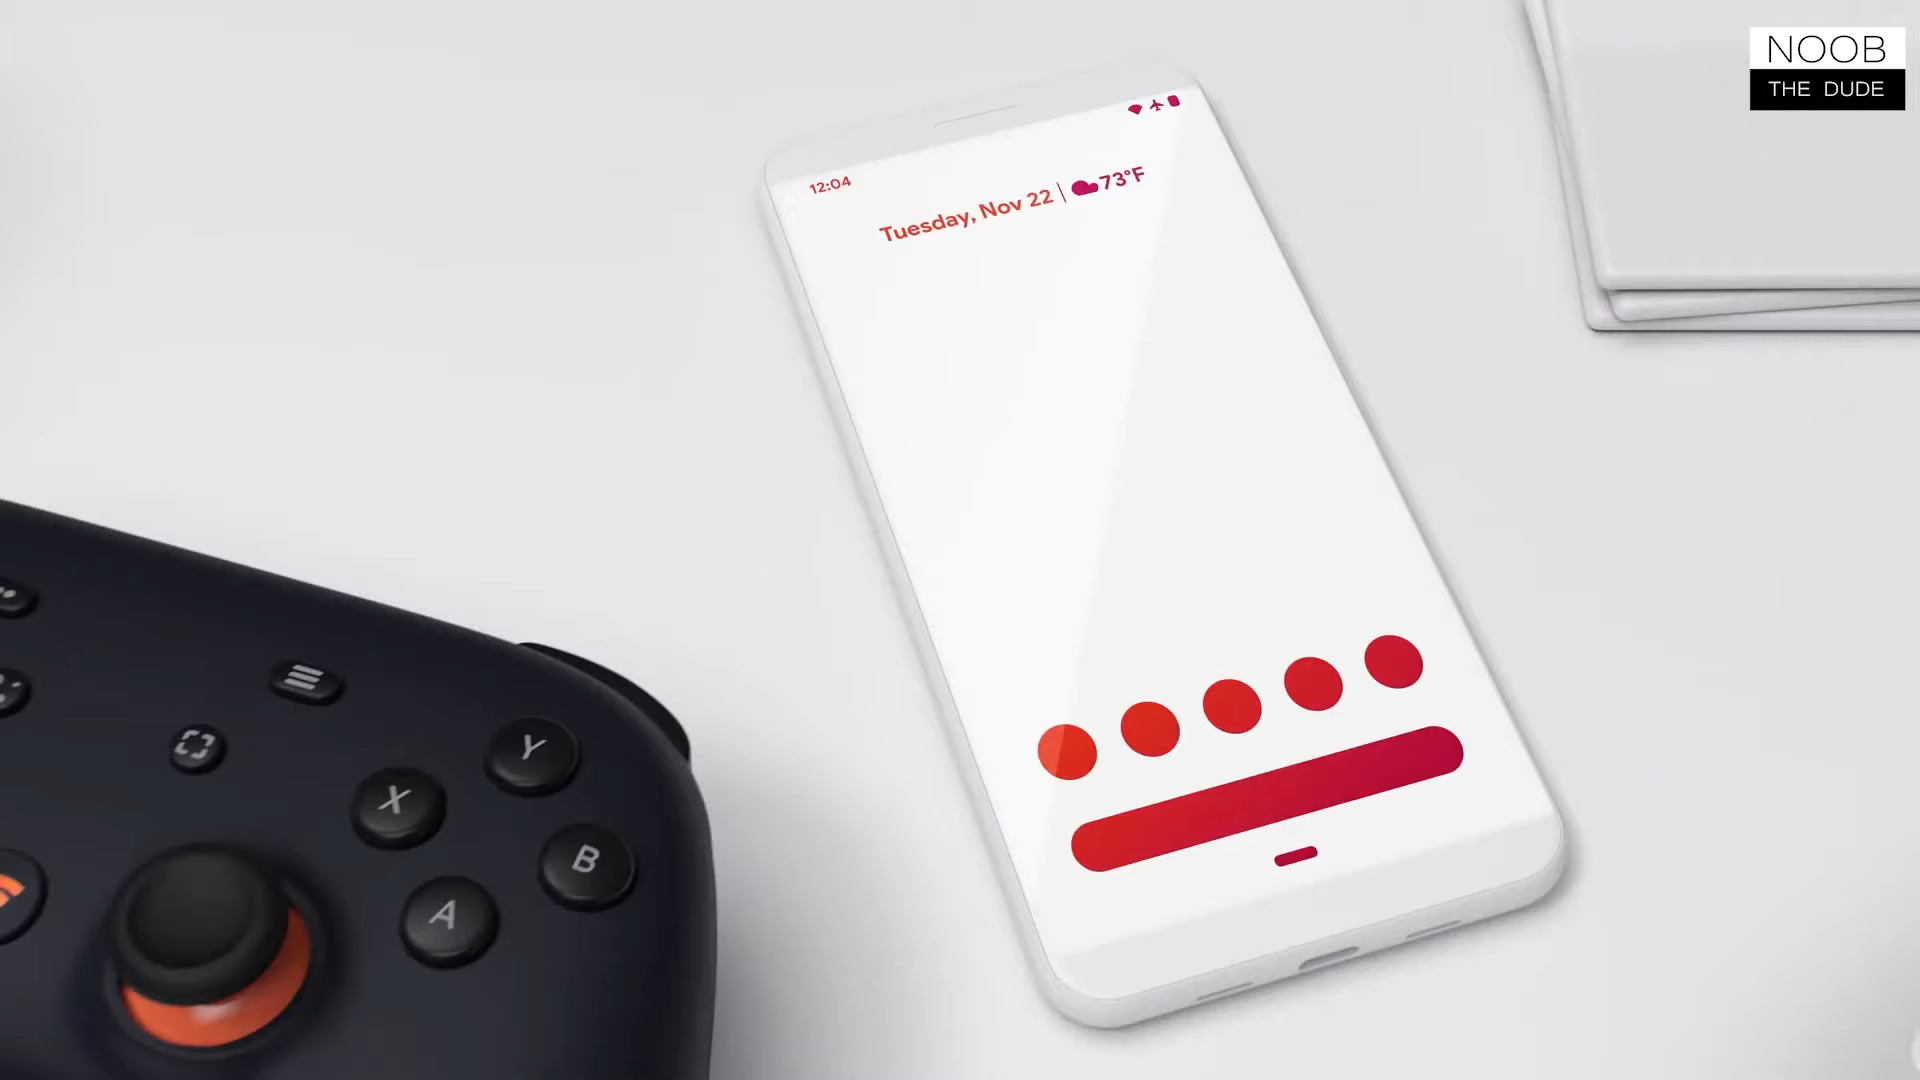 NOOB
THE DUDE
12:04
Tuesday, Nov 22 | 73°F
Y
X
B
A